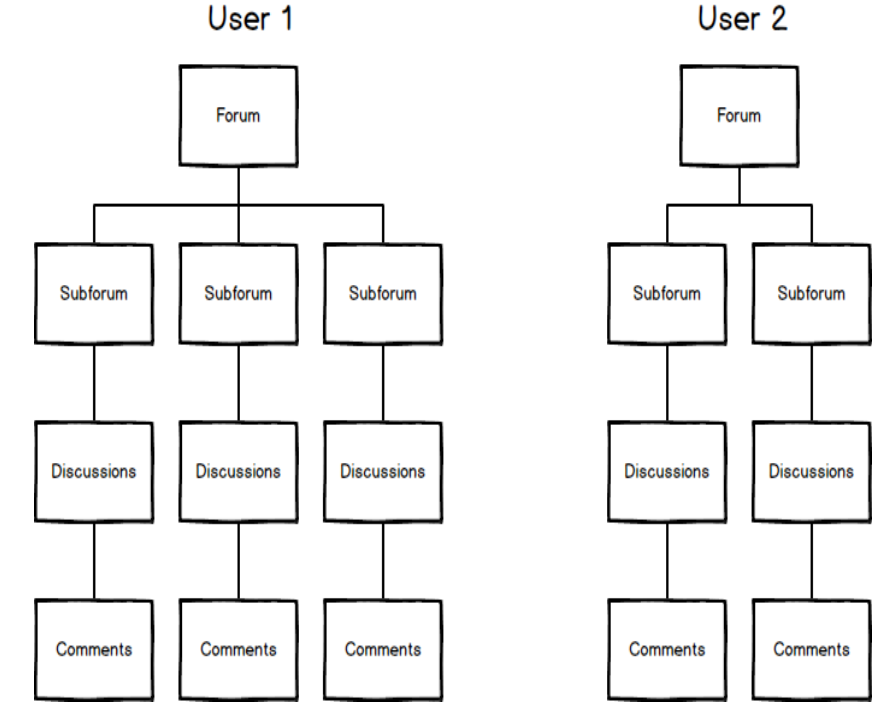 User 1
User 2
Forum
Forum
Subforum
Subforum
Subforum
Subforum
Subforum
Discussions
Discussions
Discussions
Discussions
Discussions
Comments
Comments
Comments
Comments
Comments